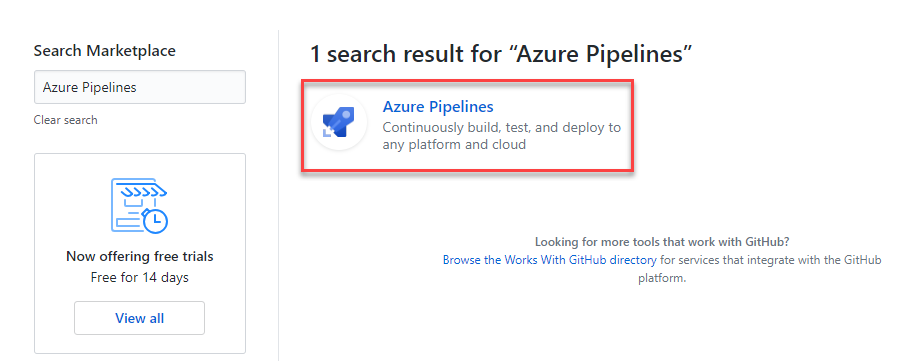 Search Marketplace
Azure Pipelines
Clear search
Now offering free trials
Free for 14 days
View all
1 search result for “Azure Pipelines”
Azure Pipelines
Continuously build, test, and deploy to
any platform and cloud
Looking for more tools that work with GitHub?
Browse the Works With GitHub directory for services that integrate with the GitHub
platform.